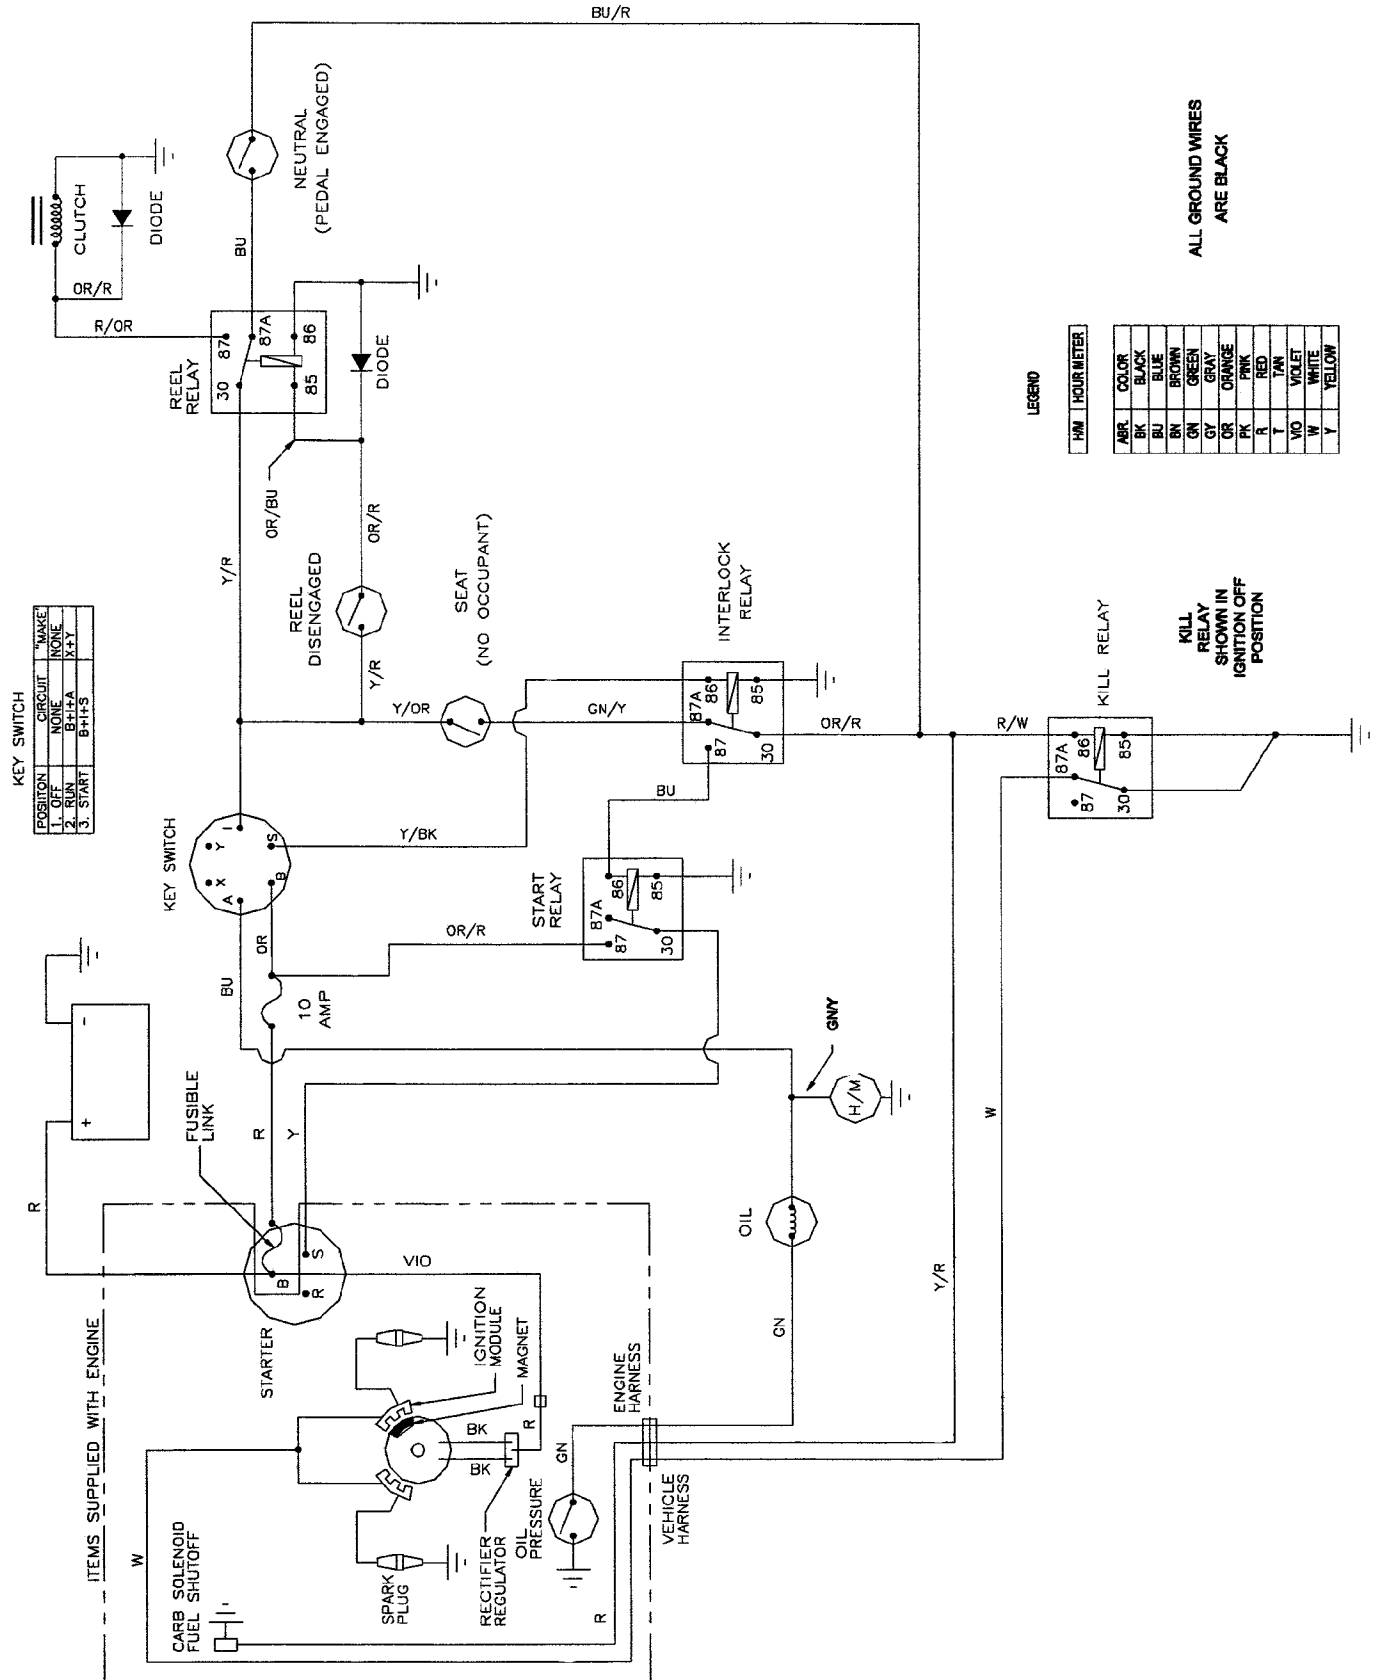 KEY SWITCH
POSIITON CIRCUIT "MAKE"
1. OFF NONE NONE
2. RUN B+I+A X+Y
3. START B+I+S
BU/R
NEUTRAL
(PEDAL ENGAGED)
CLUTCH
DIODE
OR/R
R/OR
BU
REEL
RELAY
30
87
87A
86
85
DIODE
OR/BU
OR/R
Y/R
REEL
DISENGAGED
Y/R
SEAT
(NO OCCUPANT)
Y/OR
GN/Y
INTERLOCK
RELAY
87A
86
85
87
30
OR/R
R/W
KILL RELAY
87A
86
85
87
30
KILL
RELAY
SHOWN IN
IGNITION OFF
POSITION
ALL GROUND WIRES
ARE BLACK
LEGEND
H/M HOUR METER
ABR. COLOR
BK BLACK
BU BLUE
BN BROWN
GN GREEN
GY GRAY
OR ORANGE
PK PINK
R RED
T TAN
VIO VIOLET
W WHITE
Y YELLOW
KEY SWITCH
A
X
Y
I
B
S
Y/BK
BU
START
RELAY
87A
86
85
87
30
OR/R
OR
BU
10
AMP
-
+
R
FUSIBLE
LINK
R
Y
GN/Y
H/M
OIL
GN
Y/R
W
ITEMS SUPPLIED WITH ENGINE
STARTER
B
S
R
VIO
IGNITION
MODULE
MAGNET
BK
BK
R
SPARK
PLUG
RECTIFIER
REGULATOR
OIL
PRESSURE
GN
ENGINE
HARNESS
VEHICLE
HARNESS
W
CARB SOLENOID
FUEL SHUTOFF
R